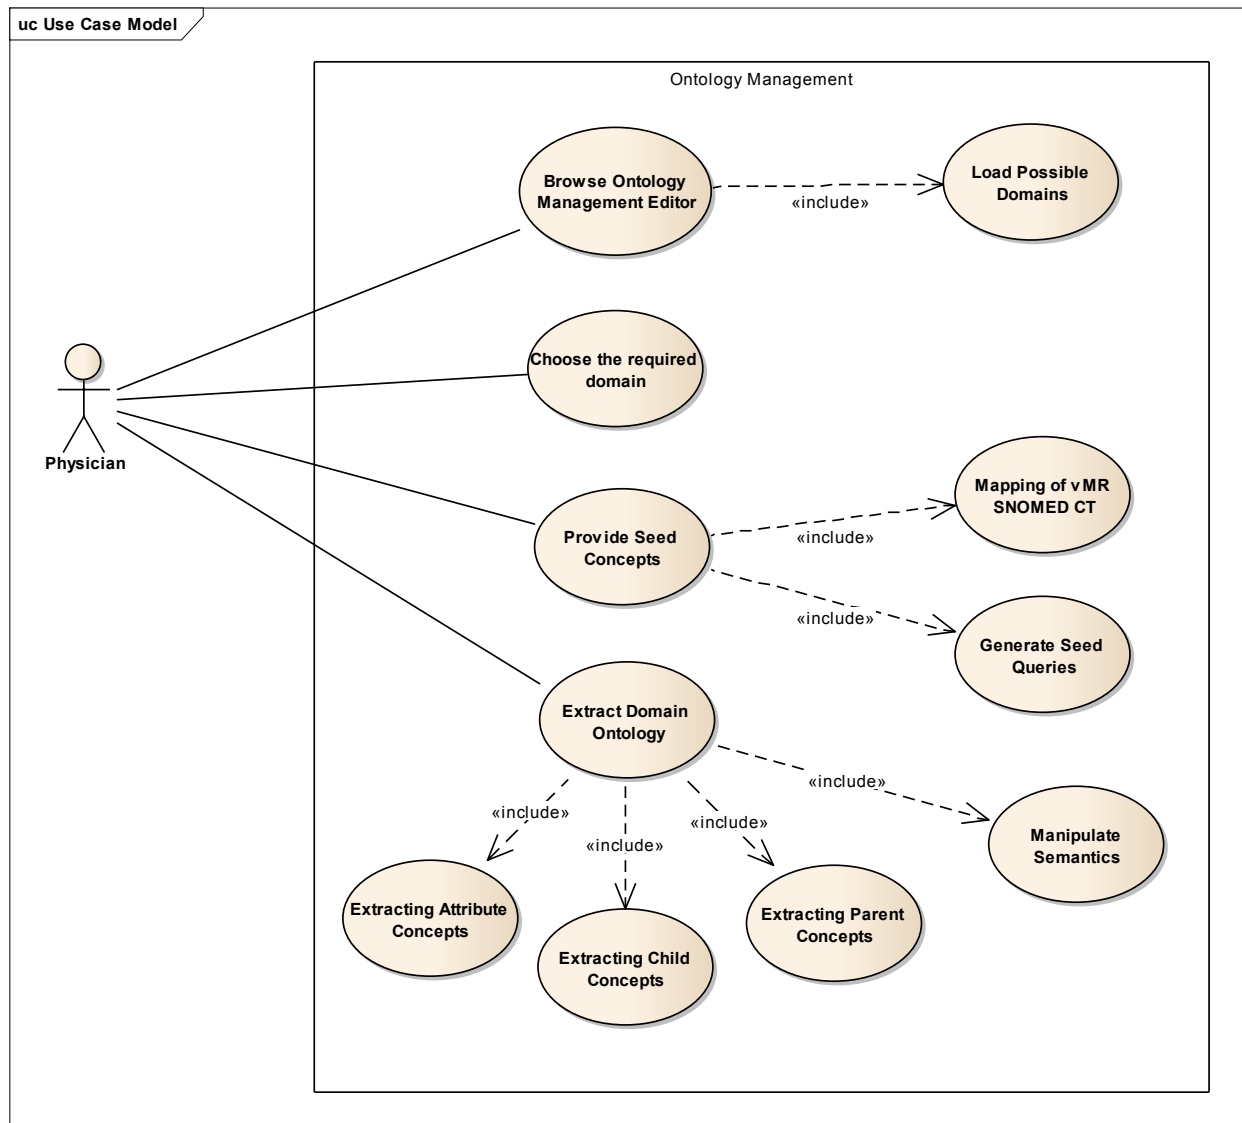 uc Use Case Model
Ontology Management
Browse Ontology
Management Editor
«include»
Load Possible
Domains
Choose the required
domain
Physician
Provide Seed
Concepts
«include»
Mapping of vMR
SNOMED CT
«include»
Generate Seed
Queries
Extract Domain
Ontology
«include»
Manipulate
Semantics
«include»
«include»
«include»
Extracting Attribute
Concepts
Extracting Child
Concepts
Extracting Parent
Concepts